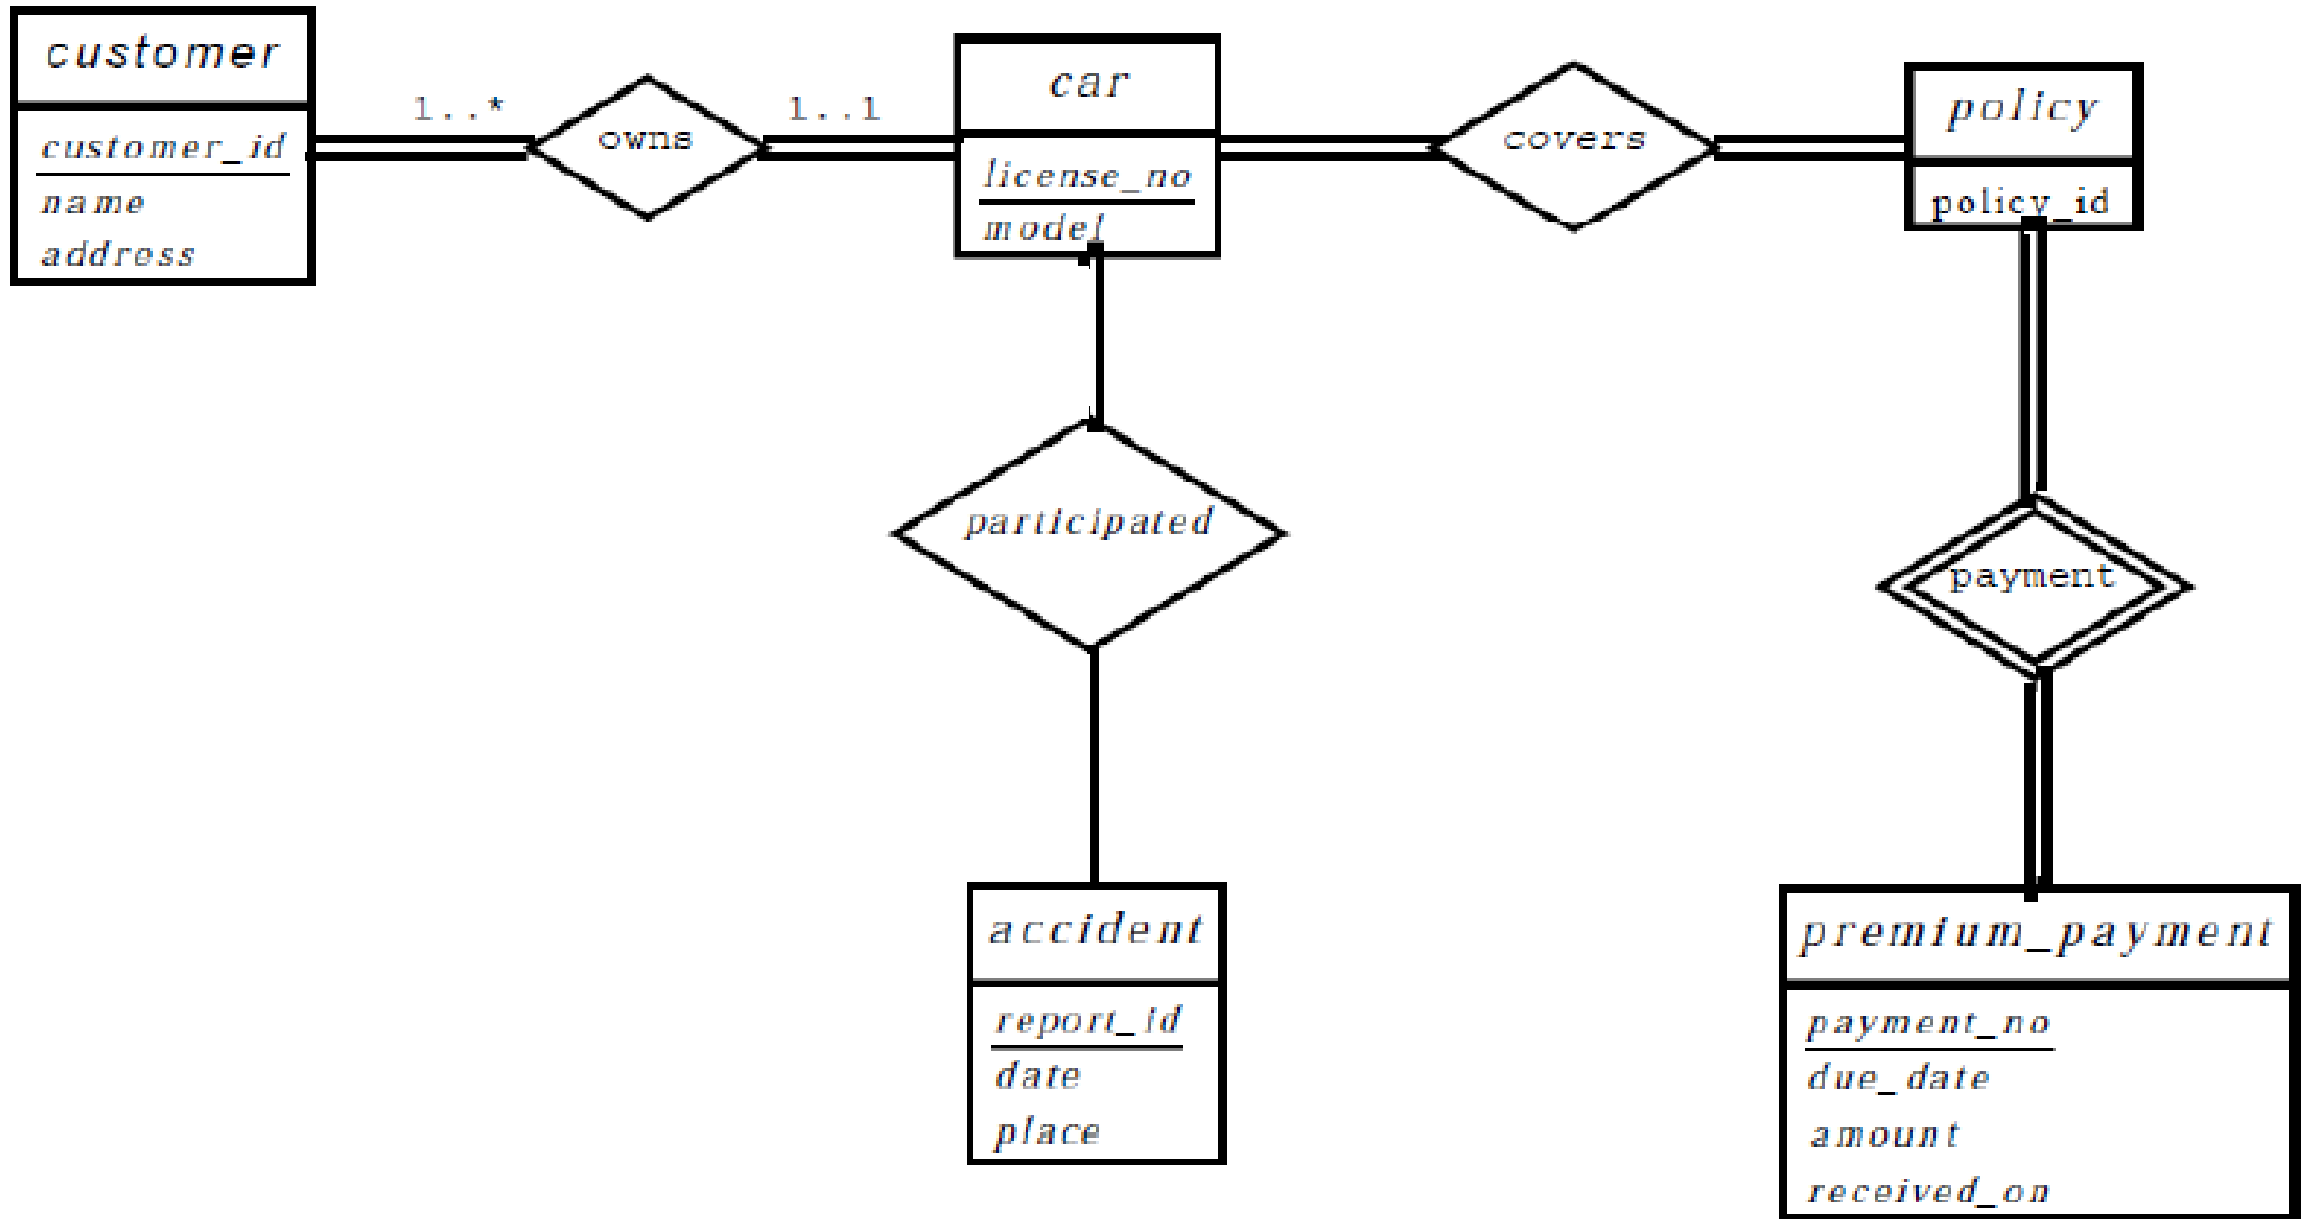 customer
customer_id
name
address
1..*
owns
1..1
car
license_no
model
covers
policy
policy_id
participated
payment
accident
report_id
date
place
premium_payment
payment_no
due_date
amount
received_on